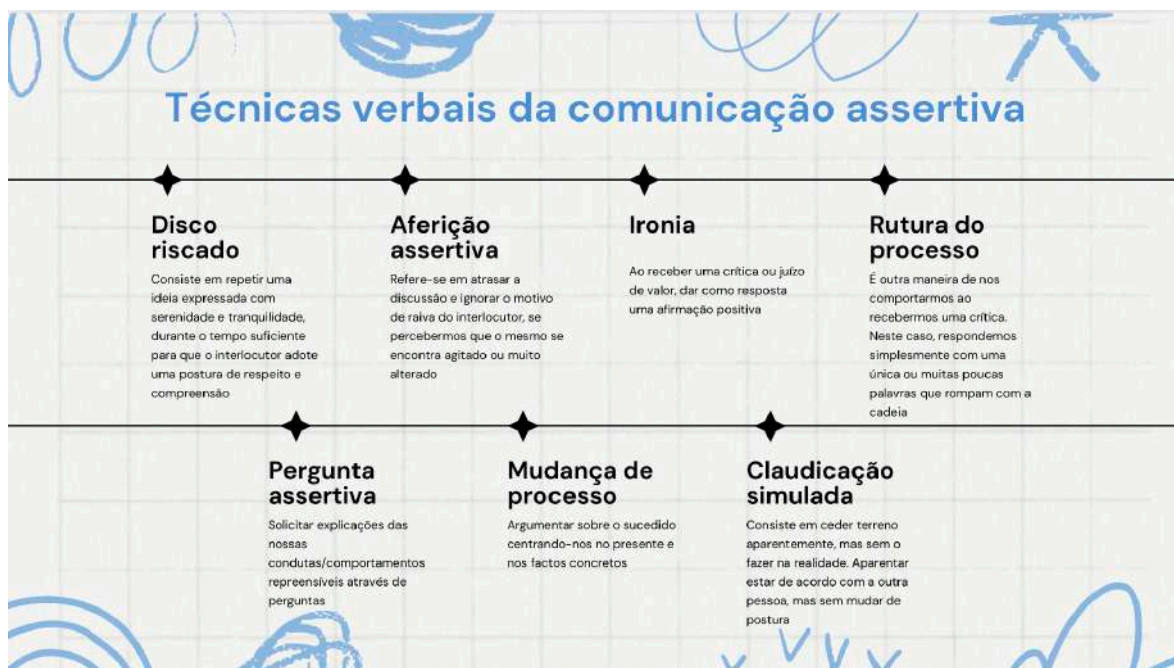 Técnicas verbais da comunicação assertiva
Disco
riscado
Consiste em repetir uma
ideia expressada com
serenidade e tranquilidade,
durante o tempo suficiente
para que o interlocutor adote
uma postura de respeito e
compreensão
Aferição
assertiva
Refere-se em atrasar a
discussão e ignorar o motivo
de raiva do interlocutor, se
percebermos que o mesmo se
encontra agitado ou muito
alterado
Ironia
Ao receber uma crítica ou juízo
de valor, dar como resposta
uma afirmação positiva
Rutura do
processo
É outra maneira de nos
comportarmos ao
recebermos uma crítica.
Neste caso, respondemos
simplesmente com uma
única ou muitas poucas
palavras que rompam com a
cadeia
Pergunta
assertiva
Solicitar explicações das
nossas
condutas/comportamentos
repreensíveis através de
perguntas
Mudança de
processo
Argumentar sobre o sucedido
centrando-nos no presente e
nos factos concretos
Claudicação
simulada
Consiste em ceder terreno
aparentemente, mas sem o
fazer na realidade. Aparentar
estar de acordo com a outra
pessoa, mas sem mudar de
postura